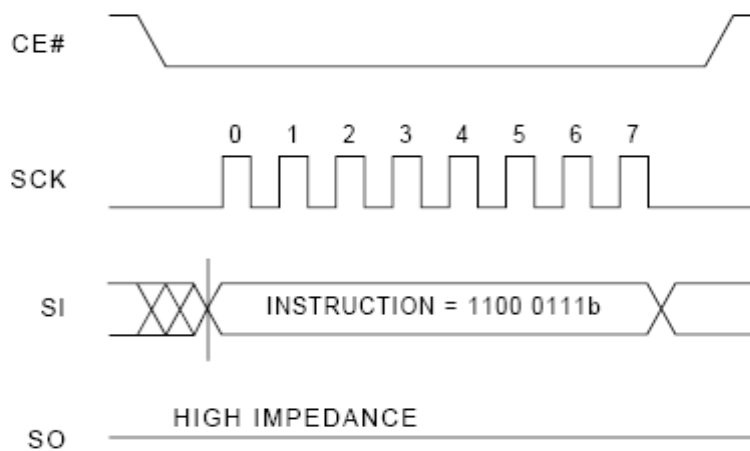 CE#
0 1 2 3 4 5 6 7
SCK
SI INSTRUCTION = 1100 0111b
HIGH IMPEDANCE
SO